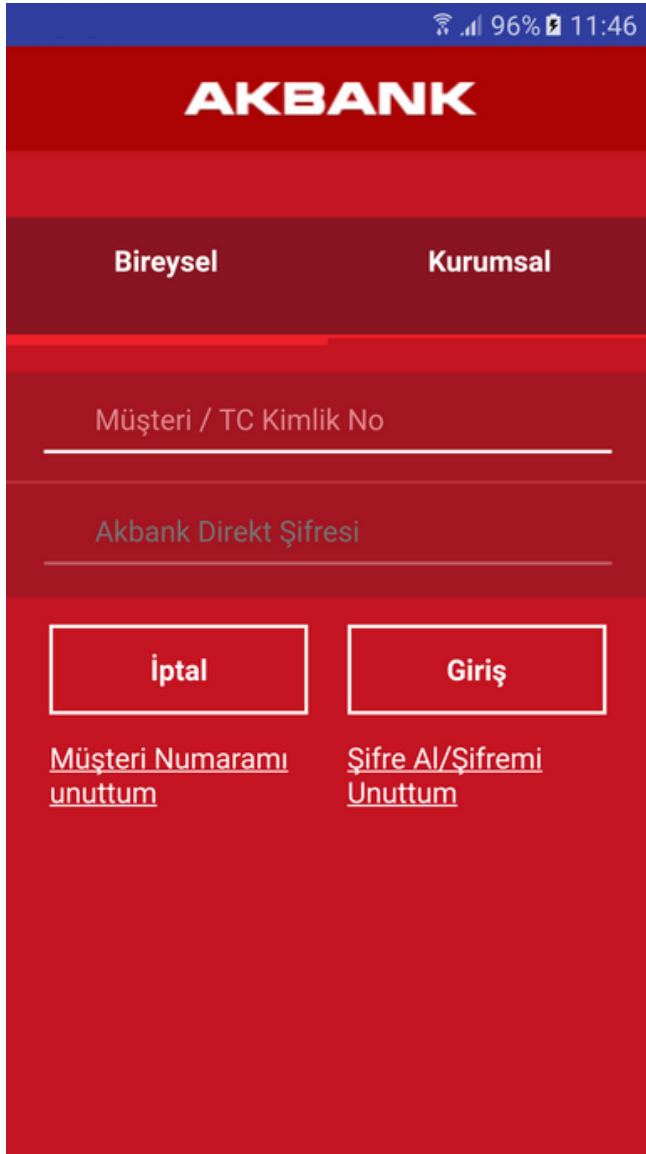 96% 11:46
AKBANK
Bireysel Kurumsal
Müşteri / TC Kimlik No
Akbank Direkt Şifresi
İptal Giriş
Müşteri Numaramı
unuttum
Şifre Al/Şifremi
Unuttum